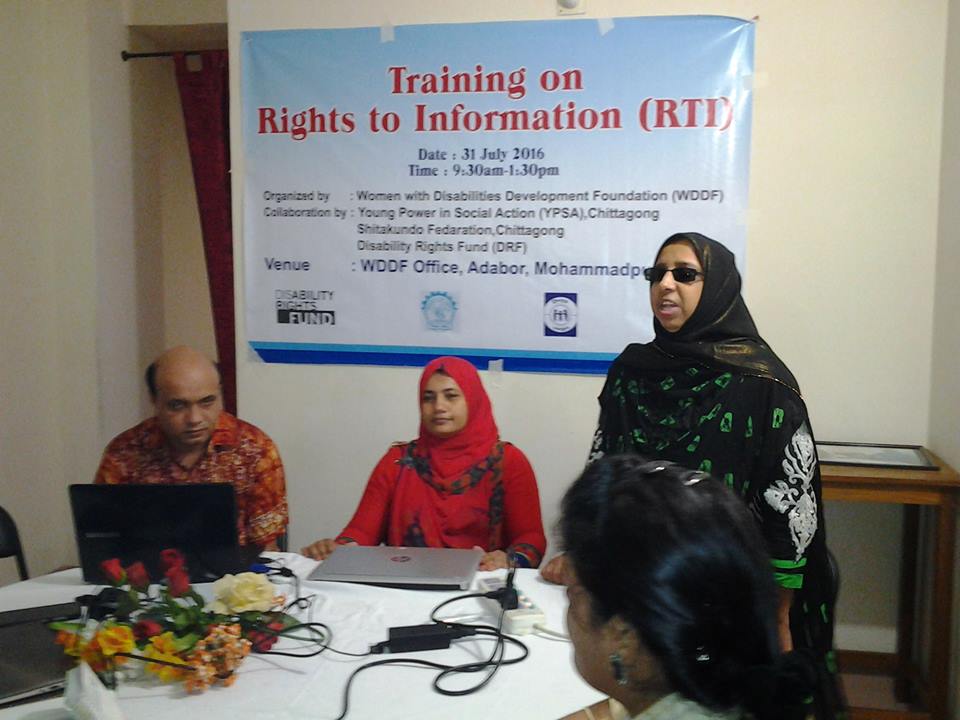 Training on
Rights to Information (RTI)
Date : 31 July 2016
Time : 9:30am-1:30pm
Organized by : Women with Disabilities Development Foundation (WDDF)
Collaboration by : Young Power in Social Action (YPSA),Chittagong
Shitakundo Fedaration,Chittagong
Disability Rights Fund (DRF)
Venue : WDDF Office, Adabor, Mohammadp
DISABILITY
RIGHTS
FUND
hp